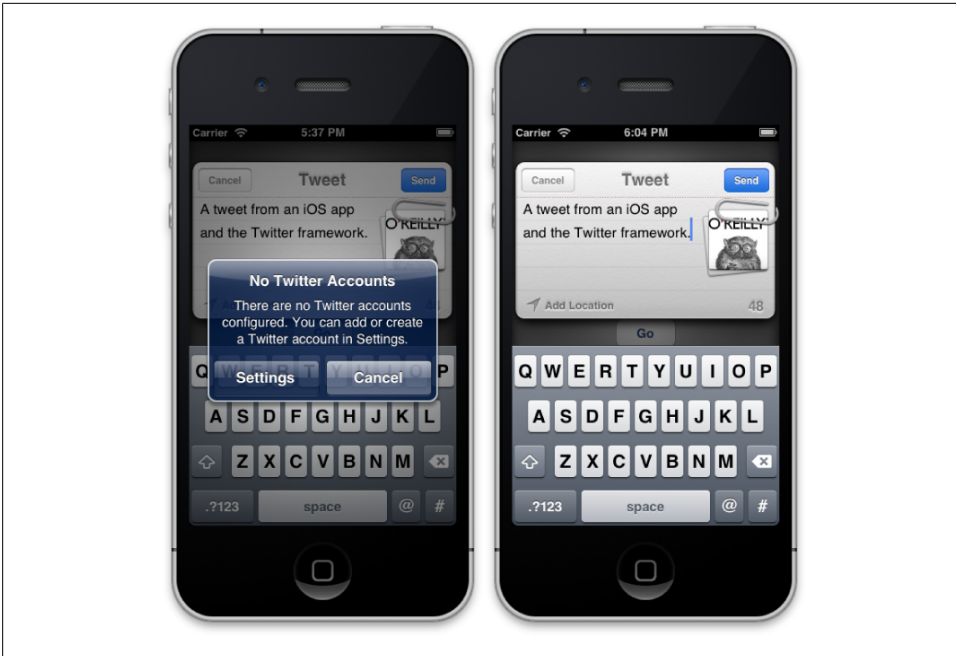 Carrier 5:37 PM
Cancel Tweet Send
A tweet from an iOS app
and the Twitter framework.
O'REILLY
No Twitter Accounts
There are no Twitter accounts
configured. You can add or create
a Twitter account in Settings.
Settings Cancel
Q W E R T Y U I O P
A S D F G H J K L
Z X C V B N M
.?123 space @ #
Carrier 6:04 PM
Cancel Tweet Send
A tweet from an iOS app
and the Twitter framework.
O'REILLY
Add Location 48
Go
Q W E R T Y U I O P
A S D F G H J K L
Z X C V B N M
.?123 space @ #